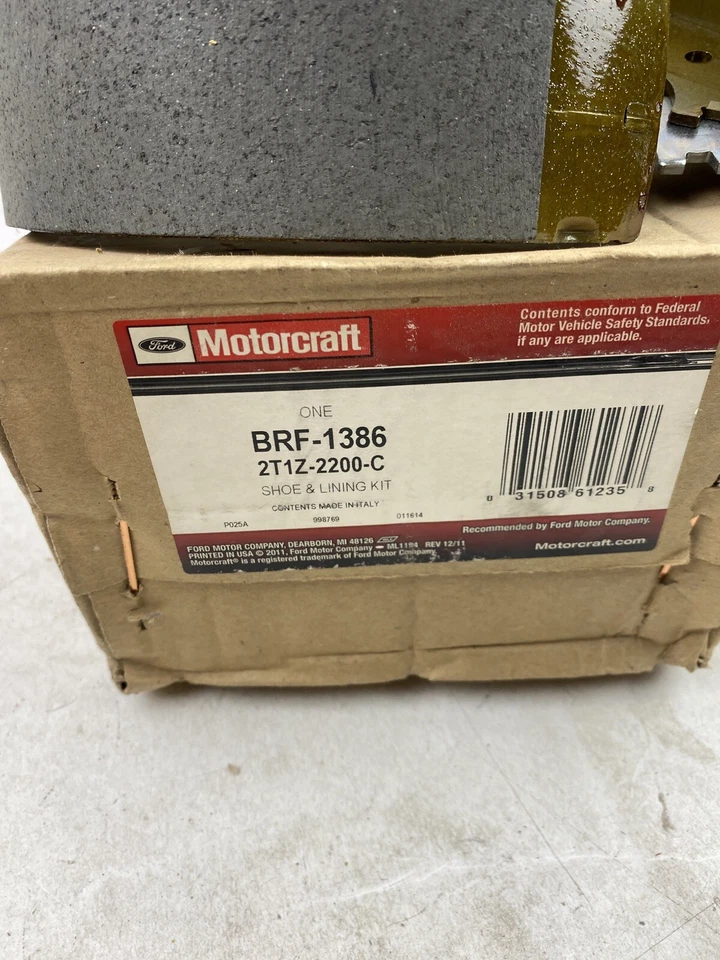 Ford Motorcraft
Contents conform to Federal
Motor Vehicle Safety Standards,
if any are applicable.
ONE
BRF-1386
2T1Z-2200-C
SHOE & LINING KIT
CONTENTS MADE IN ITALY
P025A 998769 011614
0 31508 61235 8
Recommended by Ford Motor Company.
FORD MOTOR COMPANY, DEARBORN, MI 48126
PRINTED IN USA © 2011, Ford Motor Company ML1194 REV 12/11
Motorcraft® is a registered trademark of Ford Motor Company
Motorcraft.com